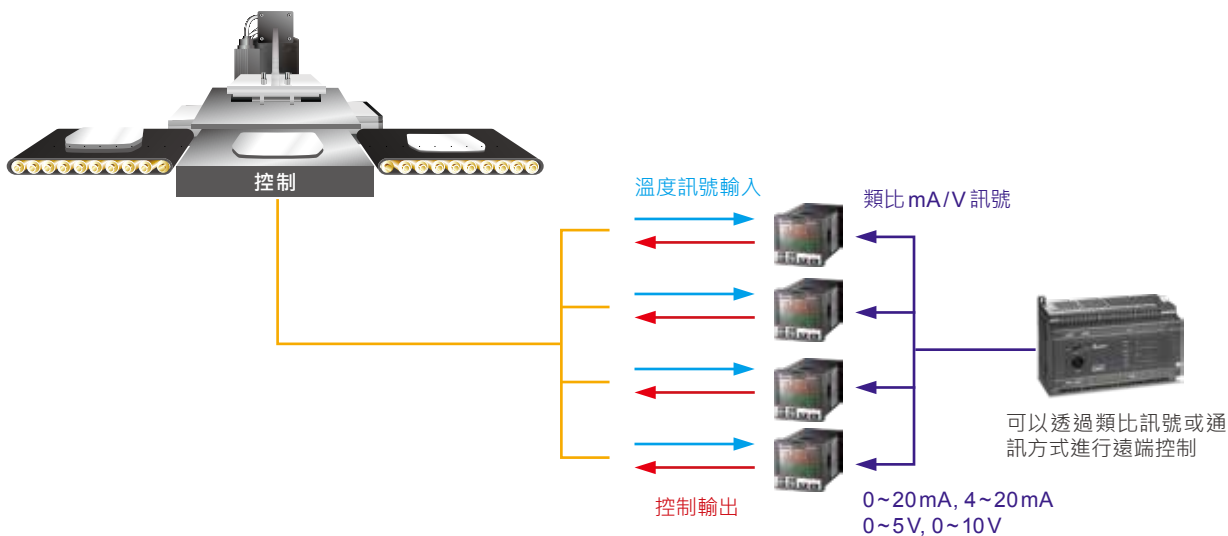 控制
溫度訊號輸入
類比 mA/V 訊號
可以透過類比訊號或通
訊方式進行遠端控制
控制輸出
0~20mA, 4~20mA
0~5V, 0~10V